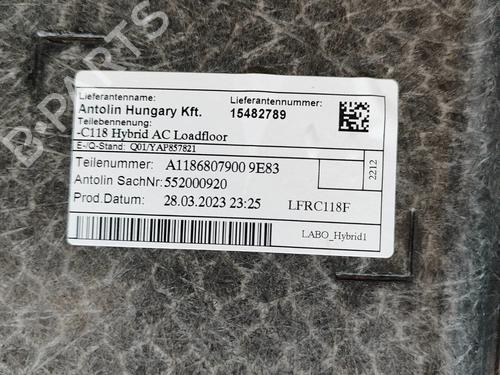 B-PARTS
Lieferantenname:
Antolin Hungary Kft.
Lieferantennummer:
15482789
Teilebennenung:
-C118 Hybrid AC Loadfloor
E-/Q-Stand: Q01/YAP857821
Teilenummer: A1186807900 9E83
Antolin SachNr:552000920
Prod.Datum: 28.03.2023 23:25
2212
LFRC118F
LABO_Hybrid1